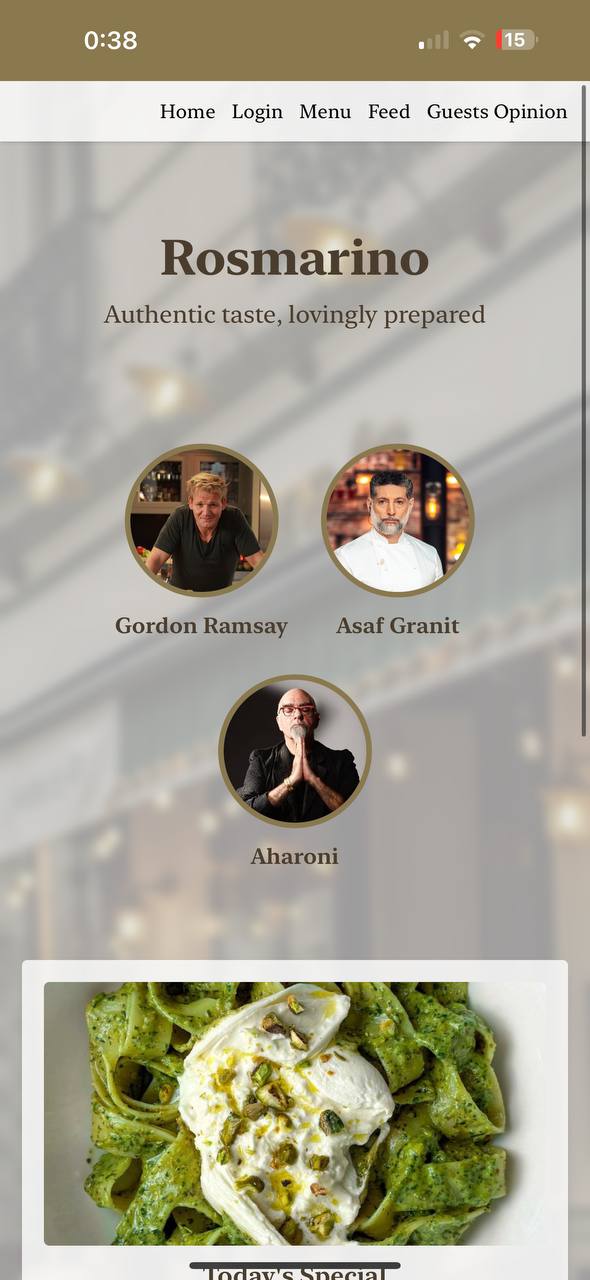 0:38
15
Home Login Menu Feed Guests Opinion
Rosmarino
Authentic taste, lovingly prepared
Gordon Ramsay Asaf Granit
Aharoni
Today's Special